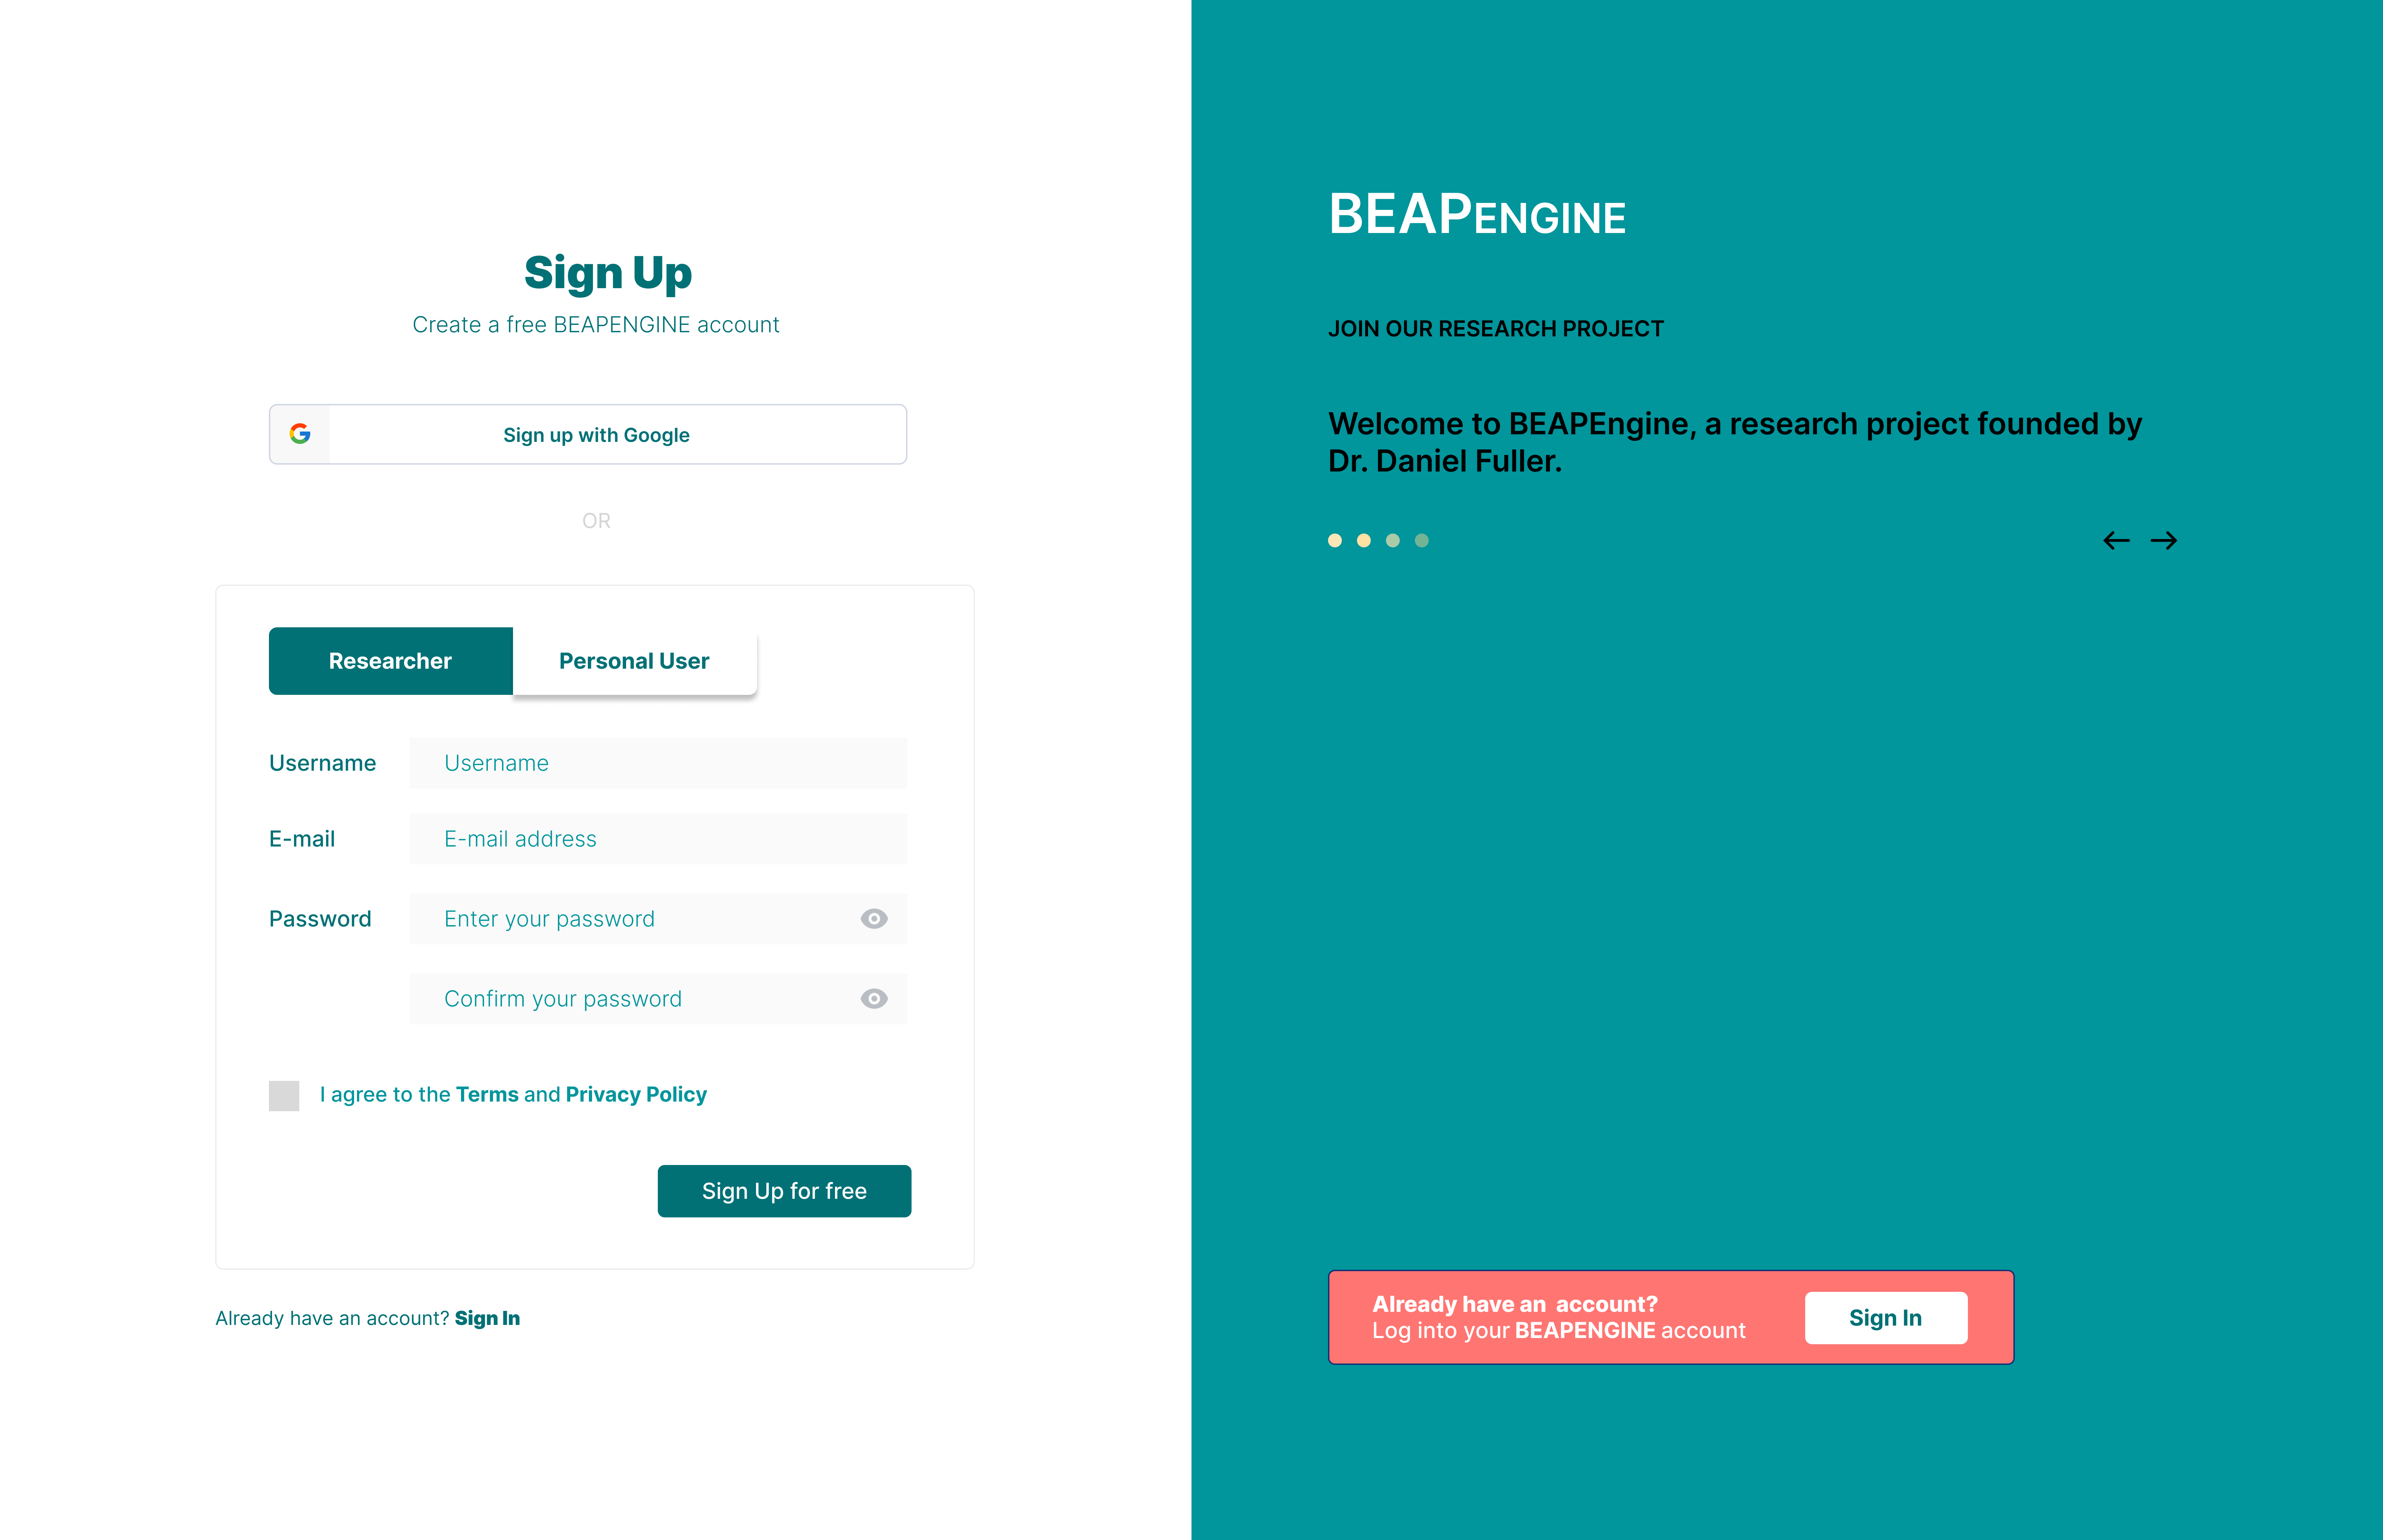 Sign Up
Create a free BEAPENGINE account
Sign up with Google
OR
Researcher
Personal User
Username
Username
E-mail
E-mail address
Password
Enter your password
Confirm your password
I agree to the Terms and Privacy Policy
Sign Up for free
Already have an account? Sign In
BEAPENGINE
JOIN OUR RESEARCH PROJECT
Welcome to BEAPEngine, a research project founded by
Dr. Daniel Fuller.
Already have an  account?
Log into your BEAPENGINE account
Sign In